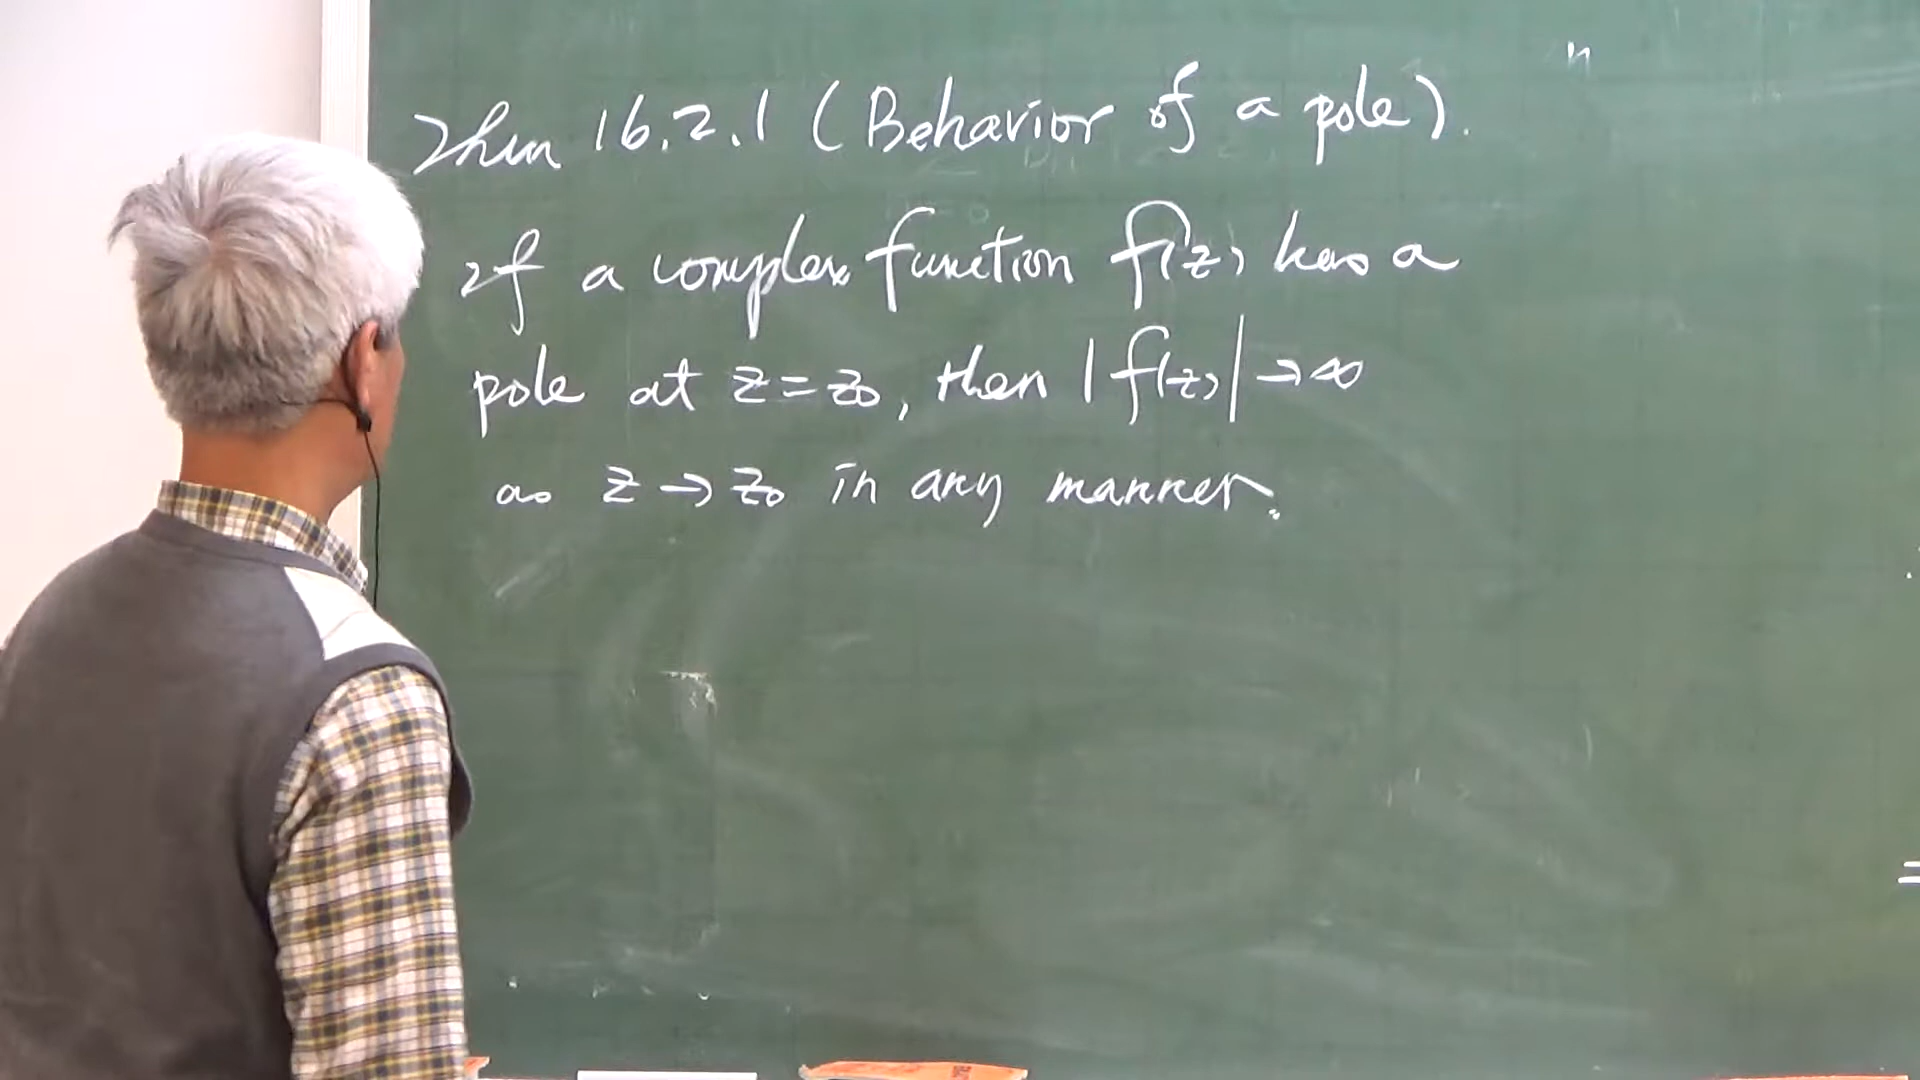 Thm 16.2.1 (Behavior of a pole).
If a complex function f(z) has a
pole at z = z₀, then |f(z)| → ∞
as z → z₀ in any manner.
=